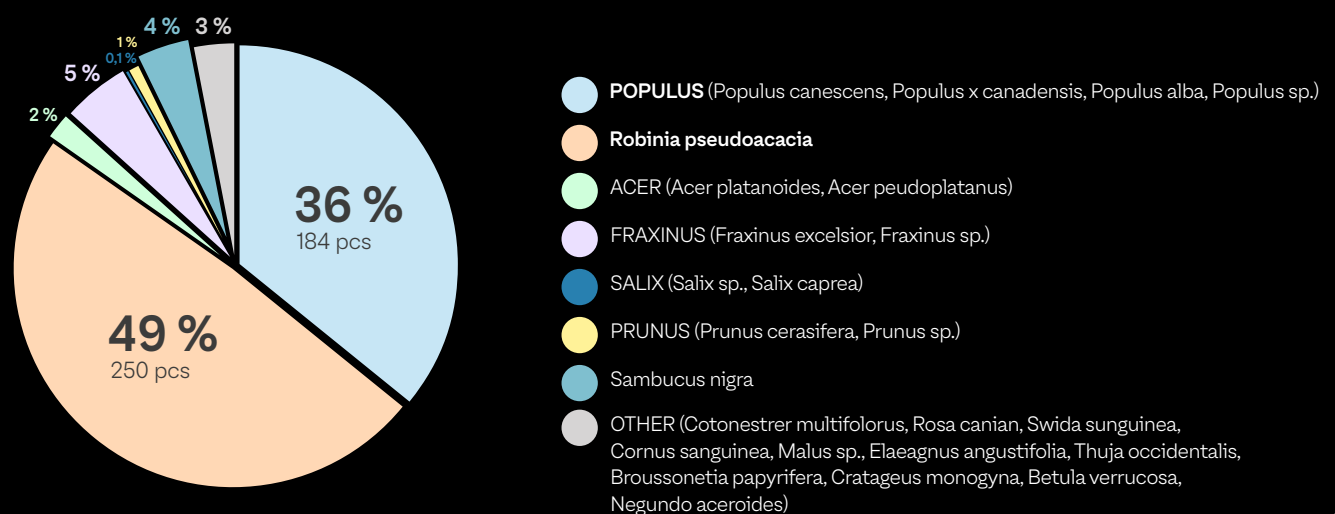 4 %
3 %
1 %
0,1 %
5 %
2 %
36 %
184 pcs
49 %
250 pcs
POPULUS (Populus canescens, Populus x canadensis, Populus alba, Populus sp.)
Robinia pseudoacacia
ACER (Acer platanoides, Acer peudoplatanus)
FRAXINUS (Fraxinus excelsior, Fraxinus sp.)
SALIX (Salix sp., Salix caprea)
PRUNUS (Prunus cerasifera, Prunus sp.)
Sambucus nigra
OTHER (Cotonestrer multifolorus, Rosa canian, Swida sunguinea,
Cornus sanguinea, Malus sp., Elaeagnus angustifolia, Thuja occidentalis,
Broussonetia papyrifera, Cratageus monogyna, Betula verrucosa,
Negundo aceroides)